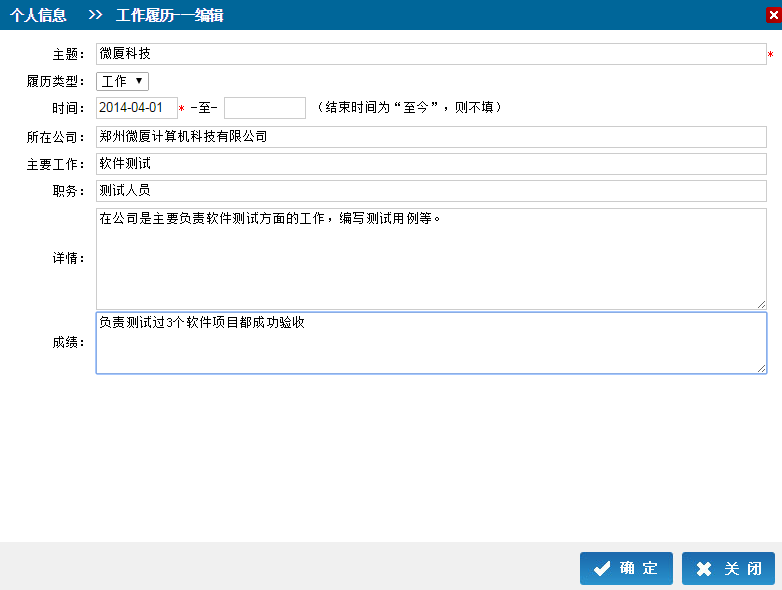 个人信息 >> 工作履历——编辑
主题: 微厦科技 *
履历类型: 工作
时间: 2014-04-01 * -至- （结束时间为“至今”，则不填）
所在公司: 郑州微厦计算机科技有限公司
主要工作: 软件测试
职务: 测试人员
详情: 在公司是主要负责软件测试方面的工作，编写测试用例等。
成绩: 负责测试过3个软件项目都成功验收
确 定 关 闭